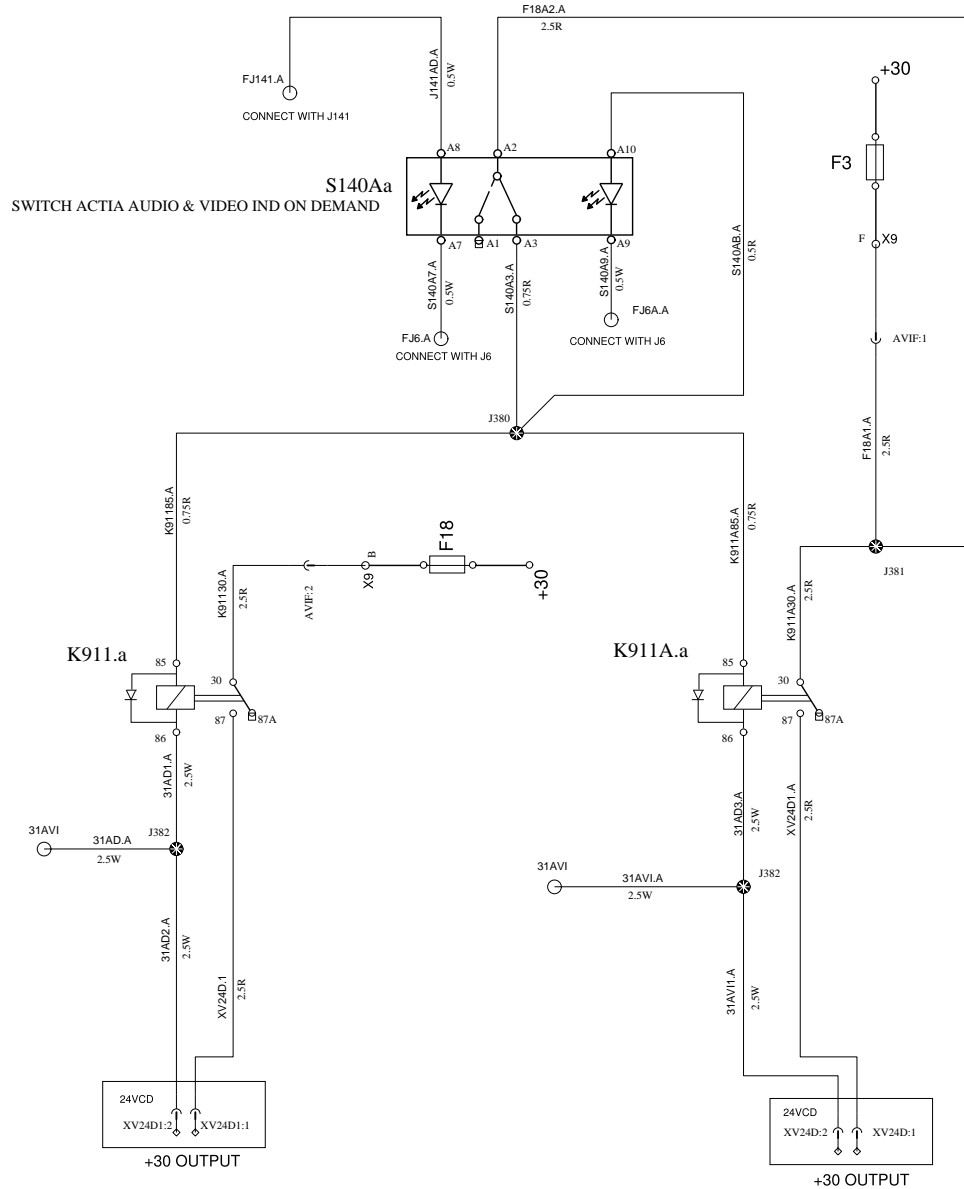 F18A2.A
2.5R
+30
FJ141.A
J141AD.A
0.5W
CONNECT WITH J141
A8
A2
A10
F3
S140Aa
SWITCH ACTIA AUDIO & VIDEO IND ON DEMAND
A7
A1
A3
A9
F
X9
S140A7.A
0.5W
S140A3.A
0.75R
S140A9.A
0.5W
S140AB.A
0.5R
FJ6.A
CONNECT WITH J6
FJ6A.A
CONNECT WITH J6
AVIF:1
J380
F18A1.A
2.5R
K91185.A
0.75R
K91130.A
2.5R
AVIF:2
X9
B
F18
+30
K911A85.A
0.75R
J381
K911A30.A
2.5R
K911.a
85
30
87
87A
86
K911A.a
85
30
87
87A
86
31AD1.A
2.5W
31AVI
31AD.A
2.5W
J382
31AD2.A
2.5W
XV24D.1
2.5R
31AD3.A
2.5W
XV24D1.A
2.5R
31AVI
31AVI.A
2.5W
J382
31AVI1.A
2.5W
24VCD
XV24D1:2
XV24D1:1
+30 OUTPUT
24VCD
XV24D:2
XV24D:1
+30 OUTPUT